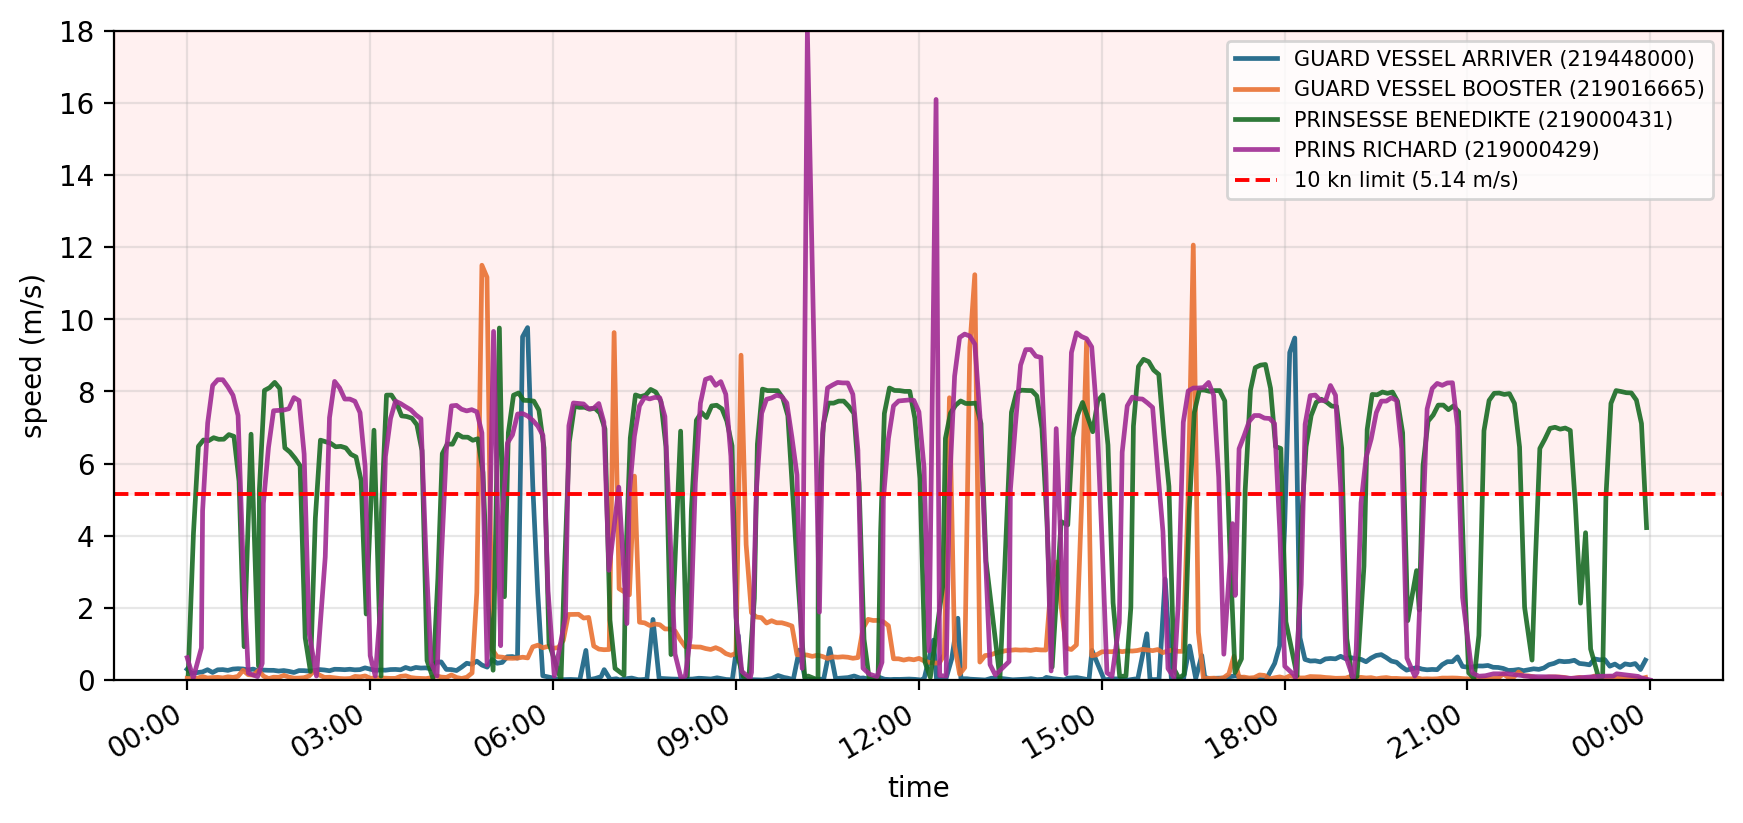 18
16
14
12
10
8
6
4
2
0
speed (m/s)
GUARD VESSEL ARRIVER (219448000)
GUARD VESSEL BOOSTER (219016665)
PRINSESSE BENEDIKTE (219000431)
PRINS RICHARD (219000429)
10 kn limit (5.14 m/s)
00:00
03:00
06:00
09:00
12:00
15:00
18:00
21:00
00:00
time